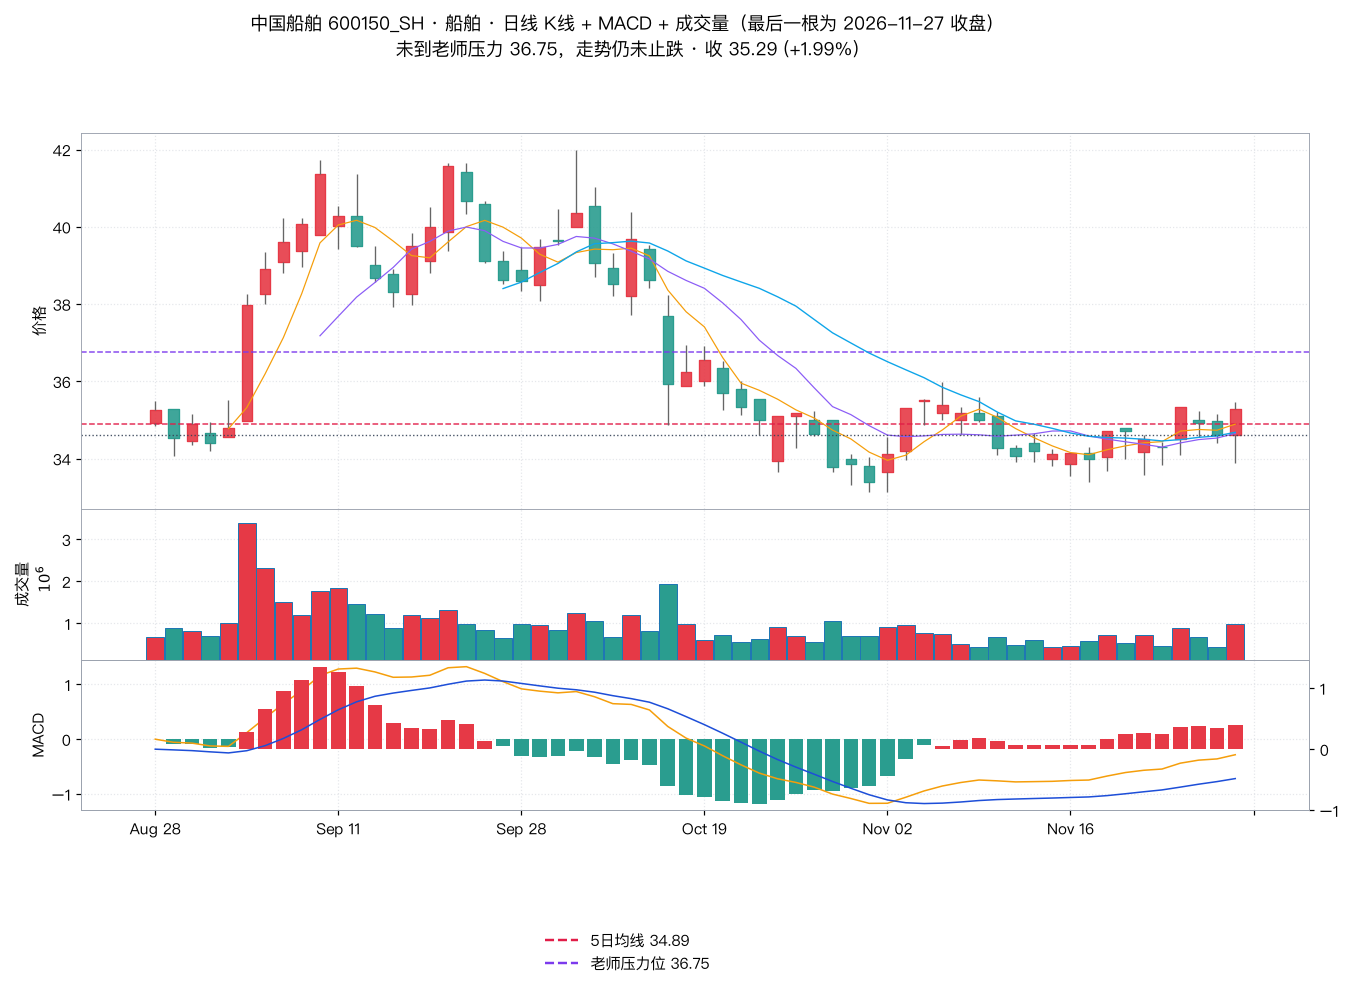 中国船舶 600150_SH · 船舶 · 日线 K线 + MACD + 成交量（最后一根为 2026-11-27 收盘）
未到老师压力 36.75，走势仍未止跌 · 收 35.29 (+1.99%)
42
40
38
36
34
价格
3
2
1
成交量
10⁶
1
0
−1
MACD
1
0
−1
Aug 28
Sep 11
Sep 28
Oct 19
Nov 02
Nov 16
5日均线 34.89
老师压力位 36.75